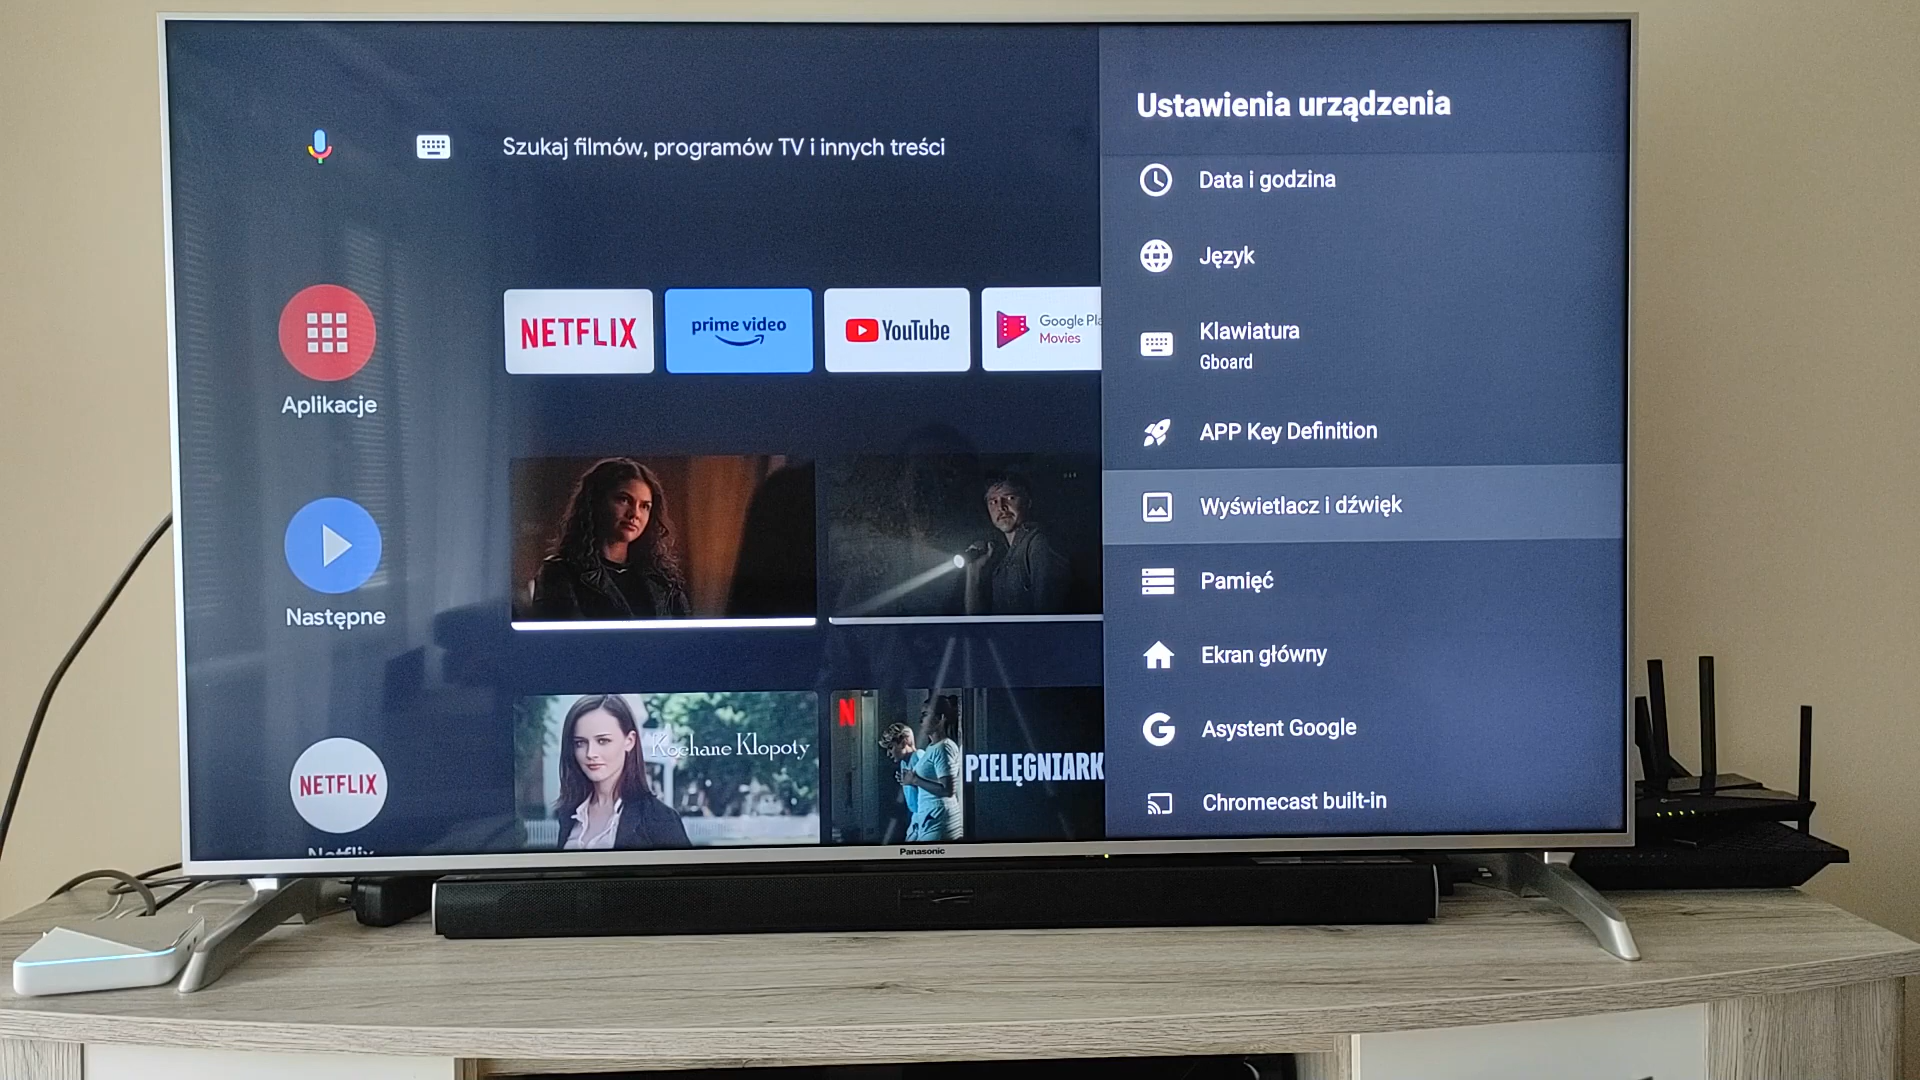 Szukaj filmów, programów TV i innych treści
NETFLIX
prime video
YouTube
Google Pla
Movies
Aplikacje
Następne
Kochane Kłopoty
N
PIELĘGNIARK
NETFLIX
Netflix
Ustawienia urządzenia
Data i godzina
Język
Klawiatura
Gboard
APP Key Definition
Wyświetlacz i dźwięk
Pamięć
Ekran główny
Asystent Google
Chromecast built-in
Panasonic